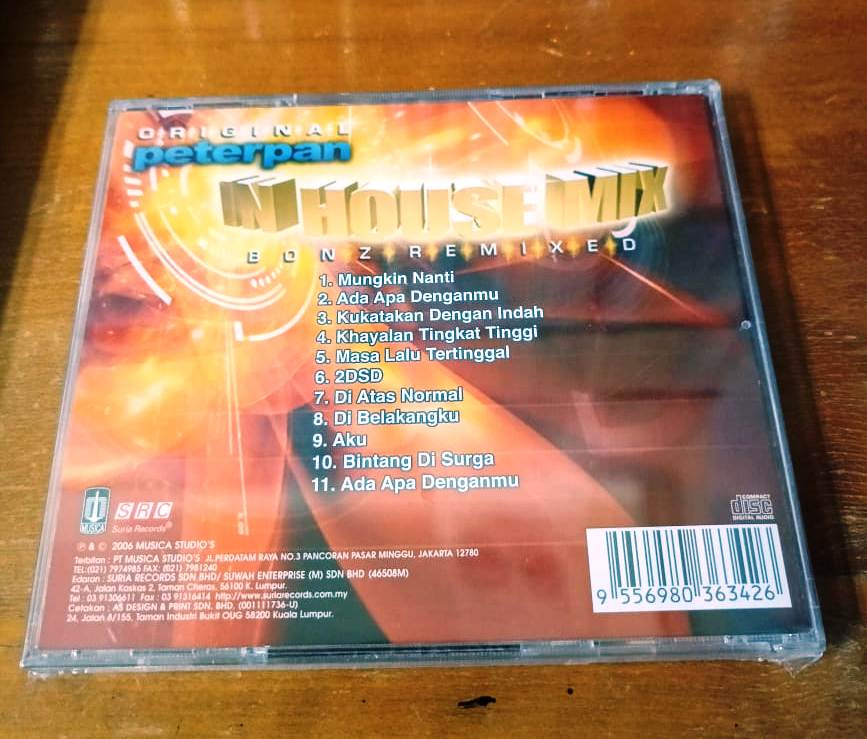 ORIGINAL
peterpan
IN HOUSE MIX
BONZ REMIXED
1. Mungkin Nanti
2. Ada Apa Denganmu
3. Kukatakan Dengan Indah
4. Khayalan Tingkat Tinggi
5. Masa Lalu Tertinggal
6. 2DSD
7. Di Atas Normal
8. Di Belakangku
9. Aku
10. Bintang Di Surga
11. Ada Apa Denganmu
MUSICA
SRC
Suria Records®
COMPACT
disc
DIGITAL AUDIO
℗ & © 2006 MUSICA STUDIO'S
Terbitan : PT MUSICA STUDIO'S JL.PERDATAM RAYA NO.3 PANCORAN PASAR MINGGU, JAKARTA 12780
TEL:(021) 7974985 FAX: (021) 7981240
Edaran : SURIA RECORDS SDN BHD/ SUWAH ENTERPRISE (M) SDN BHD (46508M)
42-A, Jalan Kaskas 2, Taman Cheras, 56100 K. Lumpur.
Tel : 03 91306611 Fax : 03 91316414 http://www.suriarecords.com.my
Cetakan : AS DESIGN & PRINT SDN. BHD. (001111736-U)
24, Jalan A/155, Taman Industri Bukit OUG 58200 Kuala Lumpur.
9 556980 363426